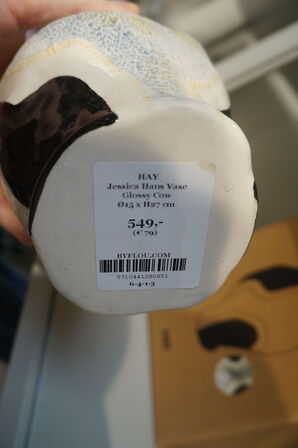 HAY
Jessica Hans Vase
Glossy Cow
Ø15 x H27 cm
549,-
(€ 79)
BYFLOU.COM
5710441260851
6-4-1-3